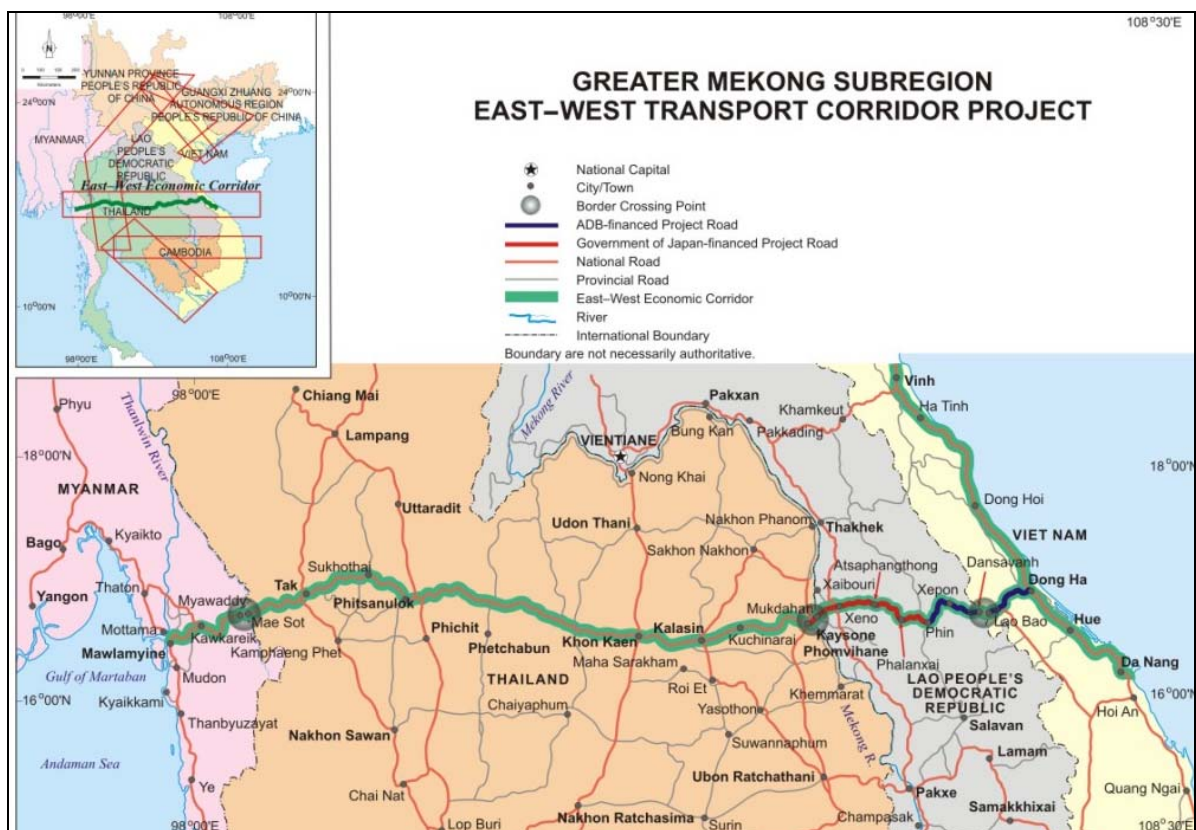 98°00'E
108°00'E
108°30'E
N
YUNNAN PROVINCE
PEOPLE'S REPUBLIC
OF CHINA
GUANGXI ZHUANG
AUTONOMOUS REGION
PEOPLE'S REPUBLIC OF CHINA
24°00'N
24°00'N
MYANMAR
LAO
PEOPLE'S
DEMOCRATIC
REPUBLIC
VIET NAM
East–West Economic Corridor
THAILAND
CAMBODIA
10°00'N
10°00'N
98°00'E
108°00'E
GREATER MEKONG SUBREGION
EAST–WEST TRANSPORT CORRIDOR PROJECT
National Capital
City/Town
Border Crossing Point
ADB-financed Project Road
Government of Japan-financed Project Road
National Road
Provincial Road
East–West Economic Corridor
River
International Boundary
Boundary are not necessarily authoritative.
98°00'E
Phyu
Thanlwin River
Chiang Mai
Lampang
Mekong River
Pakxan
Khamkeut
Vinh
Ha Tinh
Bung Kan
Pakkading
VIENTIANE
18°00'N
18°00'N
Nong Khai
MYANMAR
Uttaradit
Dong Hoi
Udon Thani
Nakhon Phanom
Thakhek
VIET NAM
Bago
Kyaikto
Sakhon Nakhon
Atsaphangthong
Dansavanh
Sukhothai
Xaibouri
Xepon
Dong Ha
Thaton
Tak
Yangon
Myawaddy
Phitsanulok
Mukdahan
Mae Sot
Xeno
Lao Bao
Mottama
Kawkareik
Phichit
Khon Kaen
Kalasin
Kuchinarai
Kaysone
Phomvihane
Phin
Hue
Mawlamyine
Kamphaeng Phet
Phetchabun
Maha Sarakham
Phalanxai
Da Nang
Gulf of Martaban
Mudon
THAILAND
Roi Et
Khemmarat
LAO PEOPLE'S
DEMOCRATIC
REPUBLIC
16°00'N
16°00'N
Kyaikkami
Chaiyaphum
Yasothon
Hoi An
Thanbyuzayat
Mekong R.
Salavan
Nakhon Sawan
Suwannaphum
Lamam
Andaman Sea
Ye
Ubon Ratchathani
Chai Nat
Pakxe
Quang Ngai
Samakkhixai
98°00'E
Lop Buri
Nakhon Ratchasima
Surin
Champasak
108°30'E